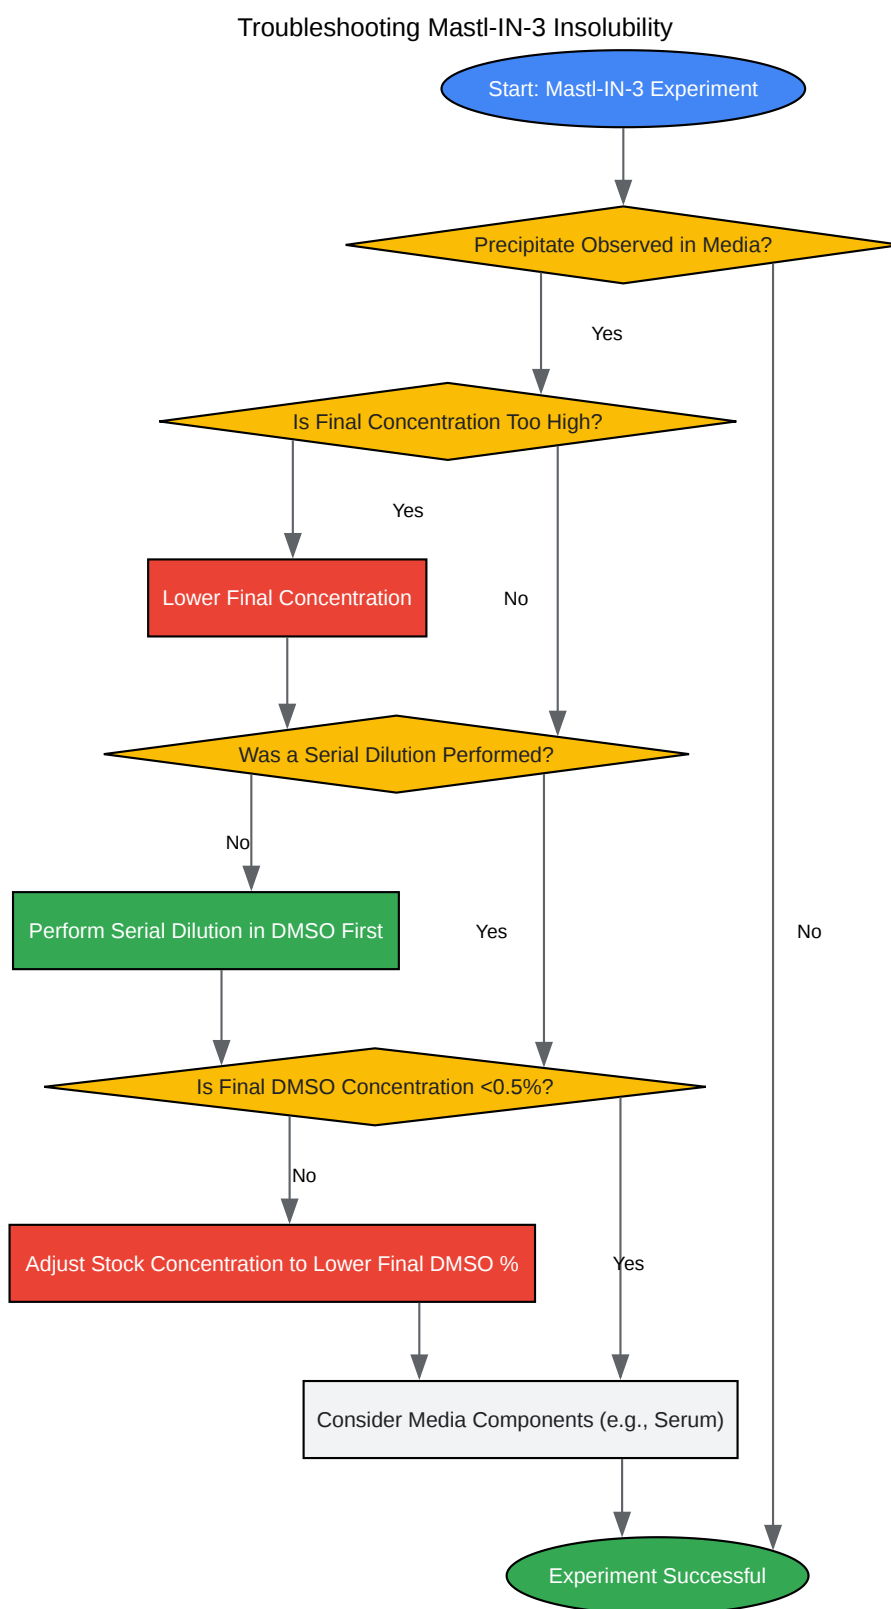 Troubleshooting Mastl-IN-3 Insolubility
Start: Mastl-IN-3 Experiment
Precipitate Observed in Media?
Yes
Is Final Concentration Too High?
Yes
Lower Final Concentration
No
Was a Serial Dilution Performed?
No
Perform Serial Dilution in DMSO First
Yes
No
Is Final DMSO Concentration <0.5%?
No
Adjust Stock Concentration to Lower Final DMSO %
Yes
Consider Media Components (e.g., Serum)
Experiment Successful